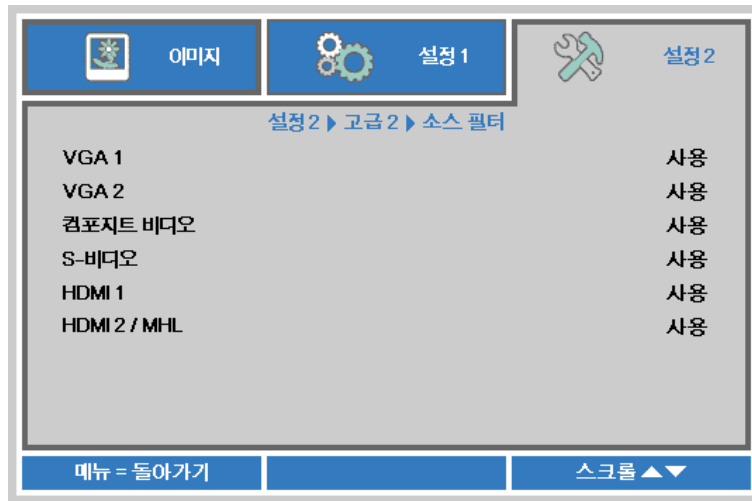 이미지 설정 1 설정 2
설정 2 ▶ 고급 2 ▶ 소스 필터
VGA 1 사용
VGA 2 사용
컴포지트 비디오 사용
S-비디오 사용
HDMI 1 사용
HDMI 2 / MHL 사용
메뉴 = 돌아가기 스크롤 ▲▼